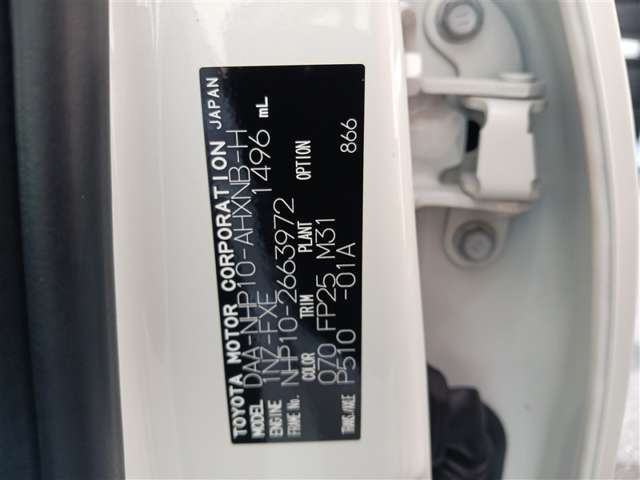 TOYOTA MOTOR CORPORATION JAPAN
MODEL DAA-NHP10-AHXNB-H
ENGINE 1NZ-FXE 1496 mL
FRAME No. NHP10-2663972
COLOR TRIM PLANT OPTION
070 FP25 M31 866
TRANS/AXLE P510 -01A